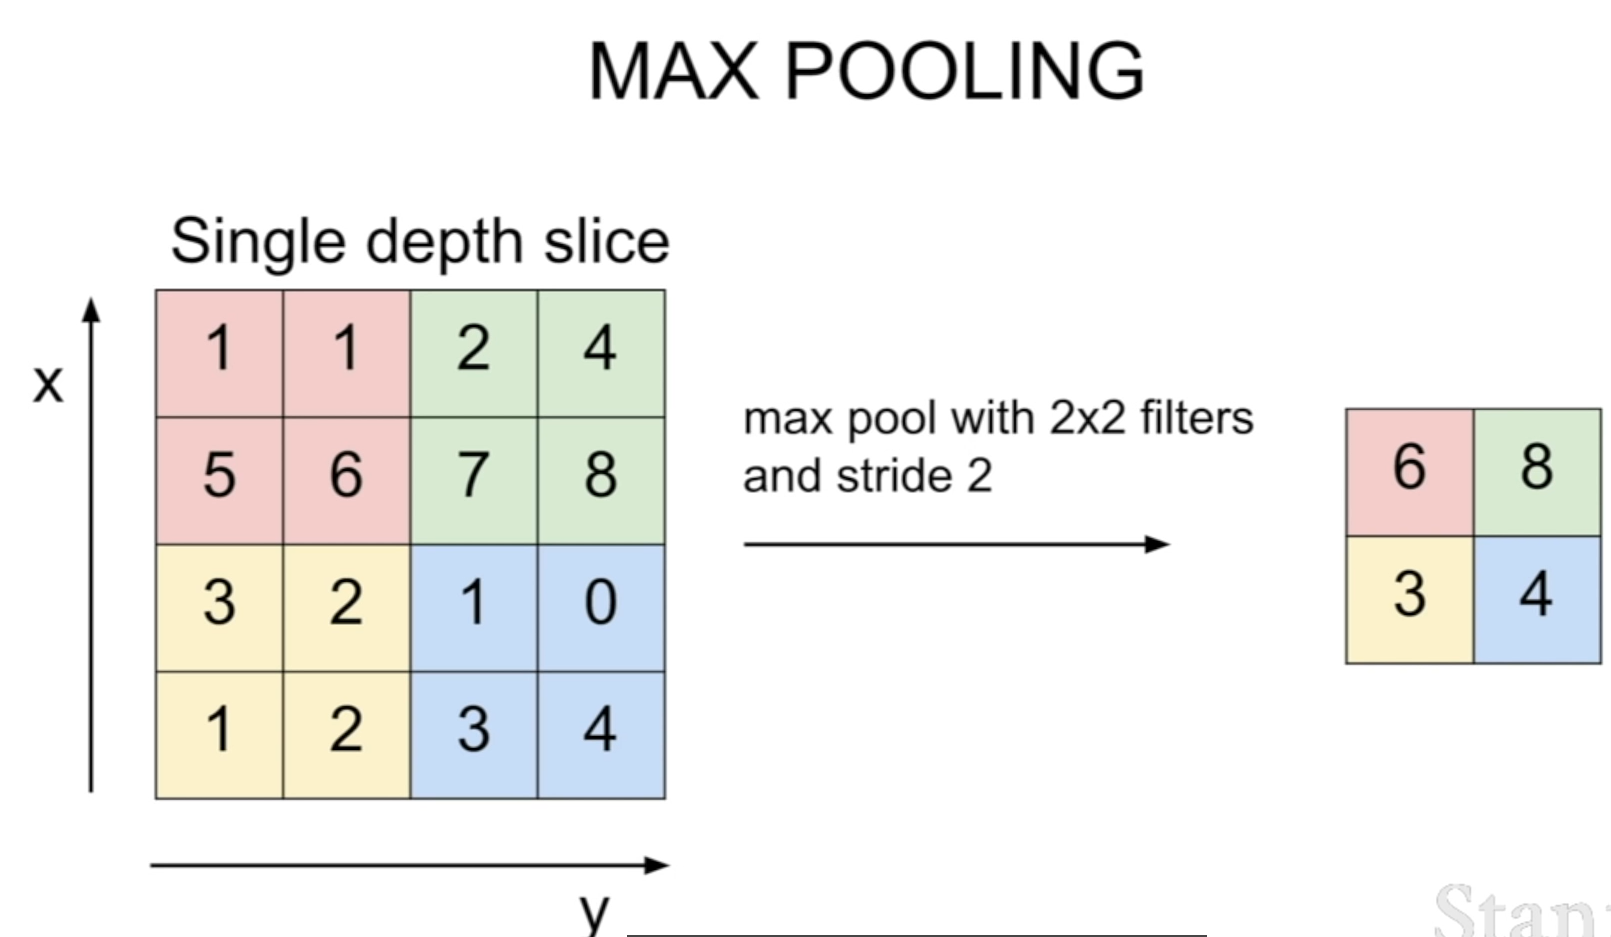 MAX POOLING
Single depth slice
x
1 1 2 4
5 6 7 8
3 2 1 0
1 2 3 4
y
max pool with 2x2 filters
and stride 2
6 8
3 4